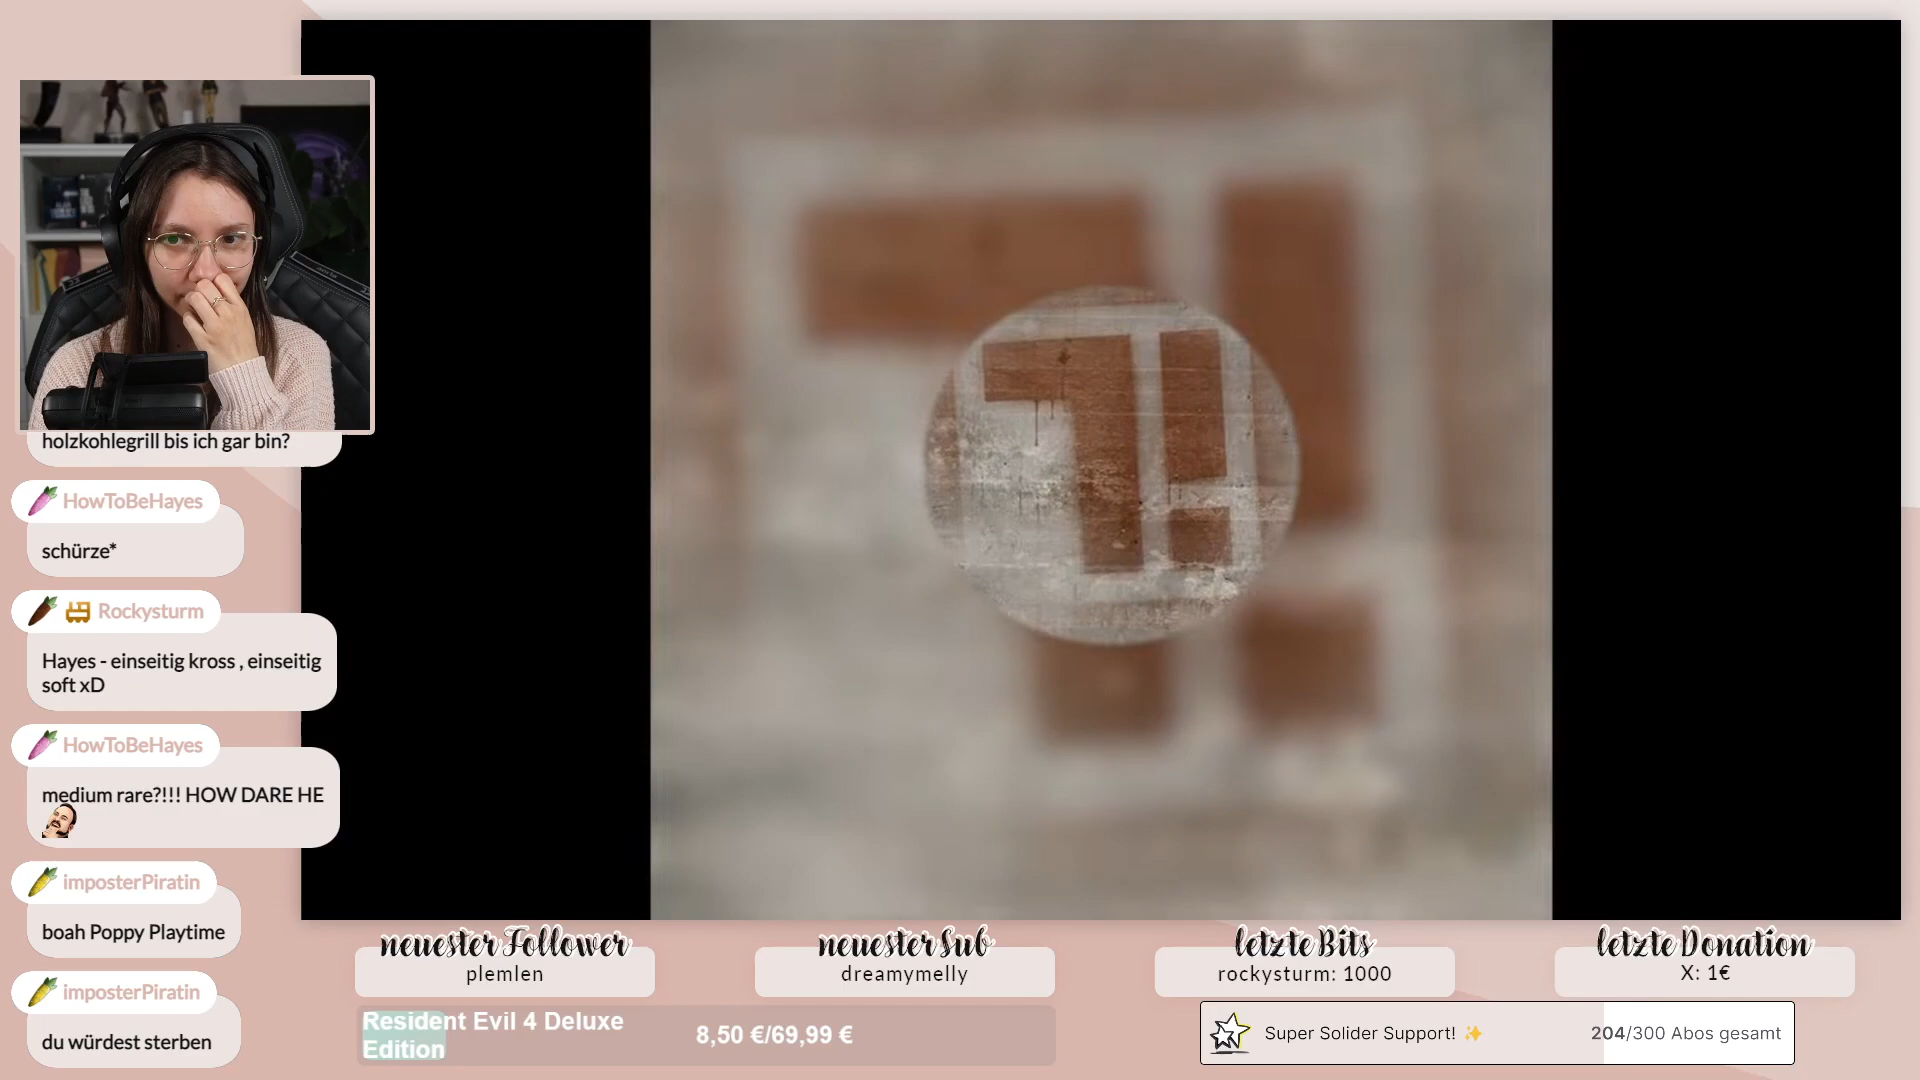 holzkohlegrill bis ich gar bin?
HowToBeHayes
schürze*
Rockysturm
Hayes - einseitig kross , einseitig
soft xD
HowToBeHayes
medium rare?!!! HOW DARE HE
imposterPiratin
boah Poppy Playtime
imposterPiratin
du würdest sterben
neuester Follower
plemlen
neuester Sub
dreamymelly
letzte Bits
rockysturm: 1000
letzte Donation
X: 1€
Resident Evil 4 Deluxe
Edition
8,50 €/69,99 €
Super Solider Support! ✨
204/300 Abos gesamt